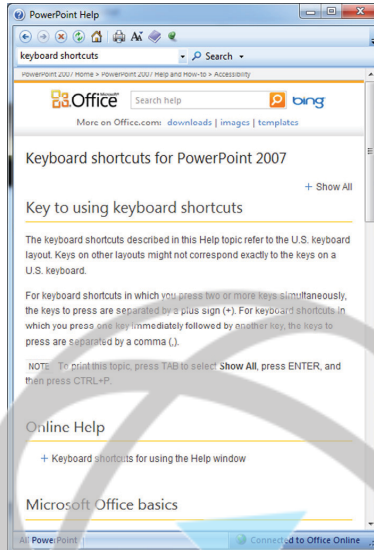 PowerPoint Help
keyboard shortcuts
Search
PowerPoint 2007 Home > PowerPoint 2007 Help and How-to > Accessibility
Microsoft
Office
Search help
bing
More on Office.com: downloads | images | templates
Keyboard shortcuts for PowerPoint 2007
+ Show All
Key to using keyboard shortcuts
The keyboard shortcuts described in this Help topic refer to the U.S. keyboard
layout. Keys on other layouts might not correspond exactly to the keys on a
U.S. keyboard.
For keyboard shortcuts in which you press two or more keys simultaneously,
the keys to press are separated by a plus sign (+). For keyboard shortcuts in
which you press one key immediately followed by another key, the keys to
press are separated by a comma (,).
NOTE To print this topic, press TAB to select Show All, press ENTER, and
then press CTRL+P.
Online Help
+ Keyboard shortcuts for using the Help window
Microsoft Office basics
All PowerPoint
Connected to Office Online